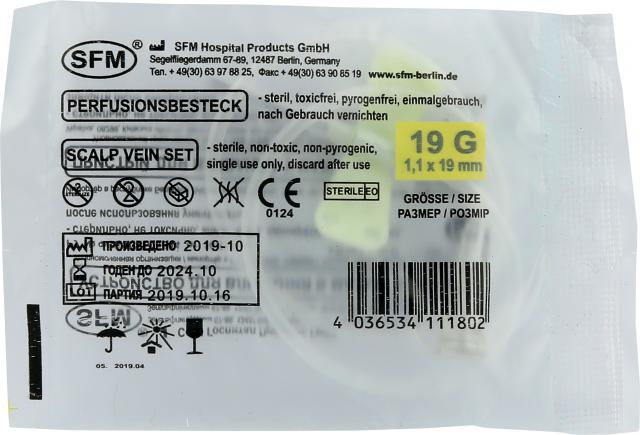 SFM®
SFM Hospital Products GmbH
Segelfliegerdamm 67-89, 12487 Berlin, Germany
Тел. + 49(30) 63 97 88 25, Факс + 49(30) 63 90 85 19 www.sfm-berlin.de
PERFUSIONSBESTECK
- steril, toxicfrei, pyrogenfrei, einmalgebrauch,
nach Gebrauch vernichten
SCALP VEIN SET
- sterile, non-toxic, non-pyrogenic,
single use only, discard after use
19 G
1,1 x 19 mm
2
CE
0124
STERILE EO
GRÖSSE / SIZE
РАЗМЕР / РОЗМІР
ПРОИЗВЕДЕНО 2019-10
ГОДЕН ДО 2024.10
LOT ПАРТИЯ 2019.10.16
4 036534 111802
05. 2019.04